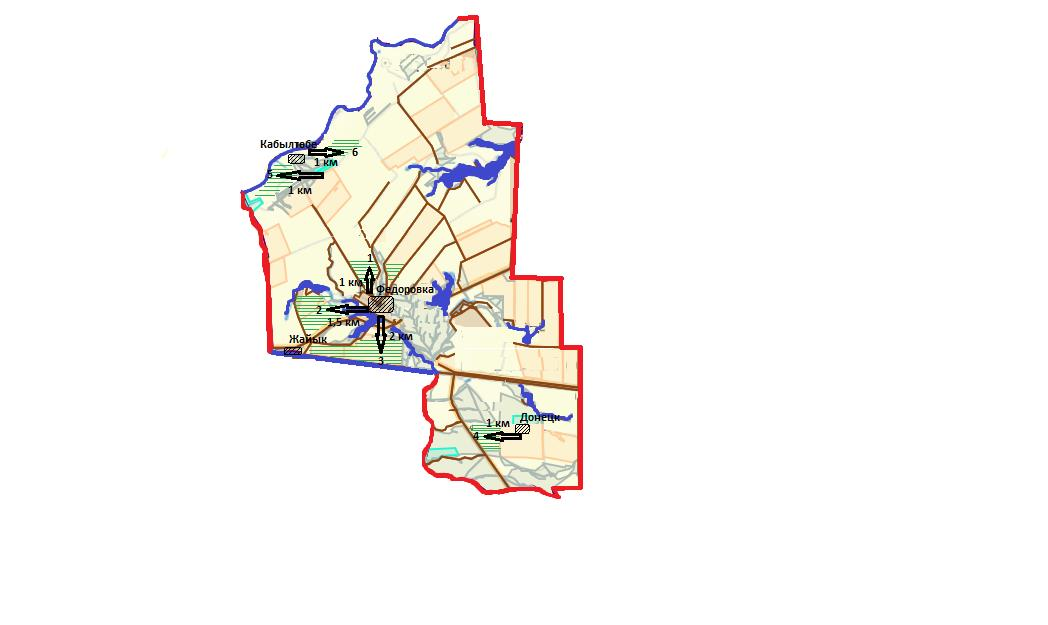 Кабылтөбе
6
1 км
5
1 км
1
1 км
Федоровка
2
1,5 км
2 км
Жайык
3
Донецк
1 км
4